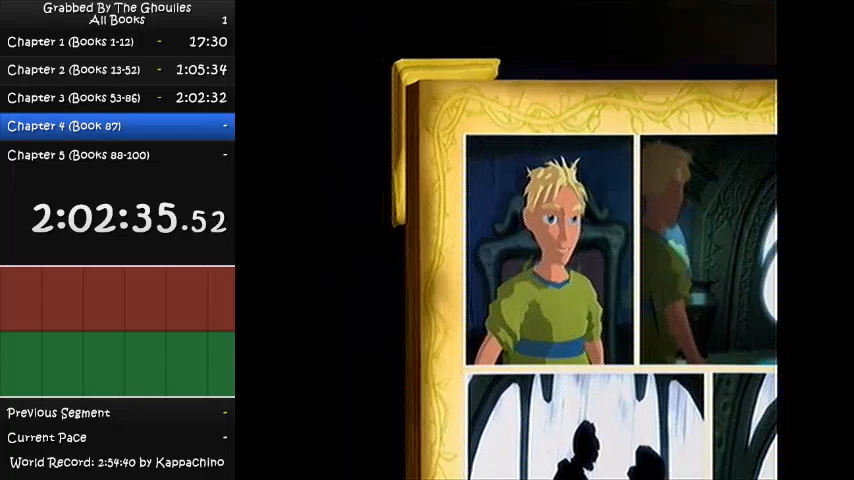 Grabbed By The Ghoulies
All Books 1
Chapter 1 (Books 1-12) - 17:30
Chapter 2 (Books 13-52) - 1:05:34
Chapter 3 (Books 53-86) - 2:02:32
Chapter 4 (Book 87) -
Chapter 5 (Books 88-100) -
2:02:35.52
Previous Segment -
Current Pace -
World Record: 2:54:40 by Kappachino